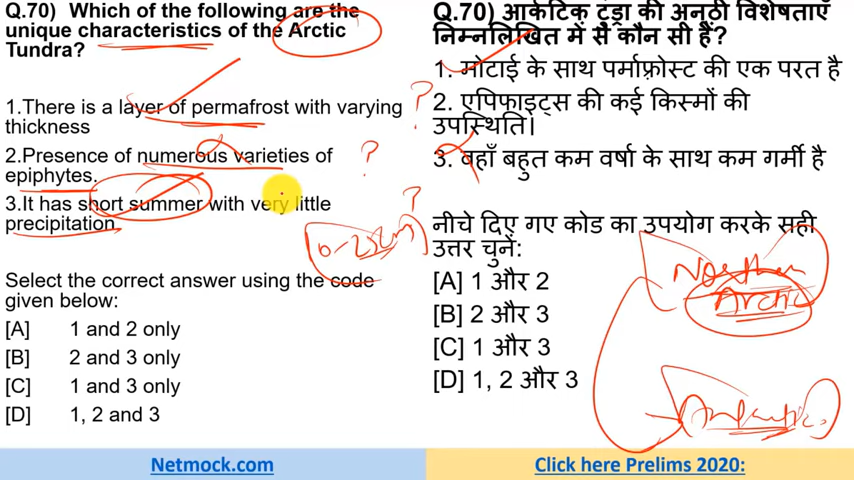 Q.70) Which of the following are the
unique characteristics of the Arctic
Tundra?
1.There is a layer of permafrost with varying
thickness
2.Presence of numerous varieties of
epiphytes.
3.It has short summer with very little
precipitation.
Select the correct answer using the code
given below:
[A] 1 and 2 only
[B] 2 and 3 only
[C] 1 and 3 only
[D] 1, 2 and 3
?
?
?
Q.70) आर्कटिक टुंड्रा की अनूठी विशेषताएँ
निम्नलिखित में से कौन सी हैं?
1. मोटाई के साथ पर्माफ़्रोस्ट की एक परत है
2. एपिफाइट्स की कई किस्मों की
उपस्थिति।
3. वहाँ बहुत कम वर्षा के साथ कम गर्मी है
नीचे दिए गए कोड का उपयोग करके सही
उत्तर चुनें:
[A] 1 और 2
[B] 2 और 3
[C] 1 और 3
[D] 1, 2 और 3
Northern
Arctic
Netmock.com
Click here Prelims 2020: